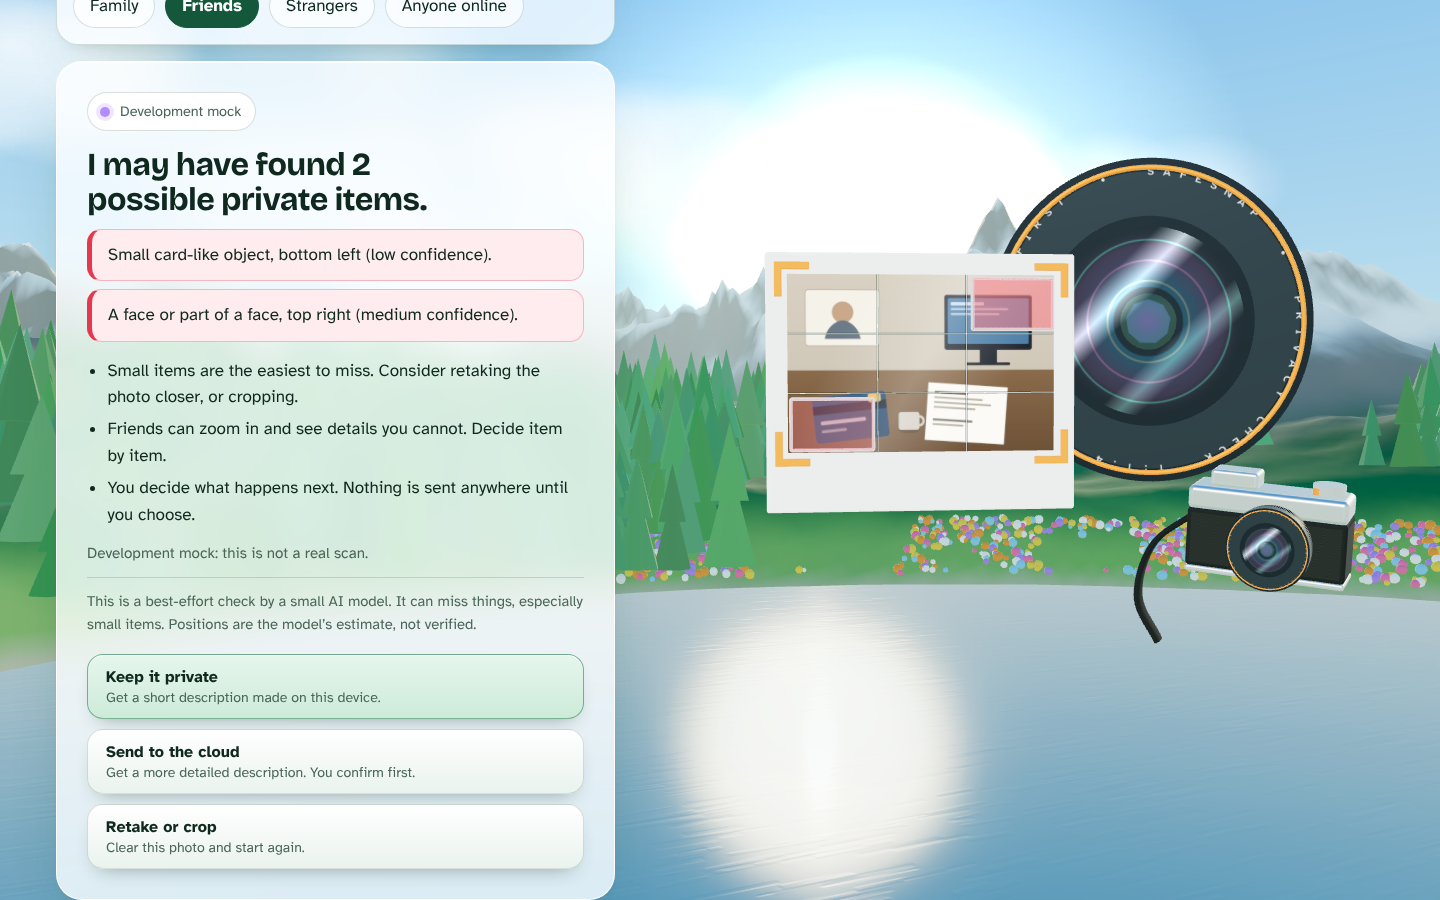 Family
Friends
Strangers
Anyone online
Development mock
I may have found 2
possible private items.
Small card-like object, bottom left (low confidence).
A face or part of a face, top right (medium confidence).
• Small items are the easiest to miss. Consider retaking the
photo closer, or cropping.
• Friends can zoom in and see details you cannot. Decide item
by item.
• You decide what happens next. Nothing is sent anywhere until
you choose.
Development mock: this is not a real scan.
This is a best-effort check by a small AI model. It can miss things, especially
small items. Positions are the model’s estimate, not verified.
Keep it private
Get a short description made on this device.
Send to the cloud
Get a more detailed description. You confirm first.
Retake or crop
Clear this photo and start again.
SAFESNAP